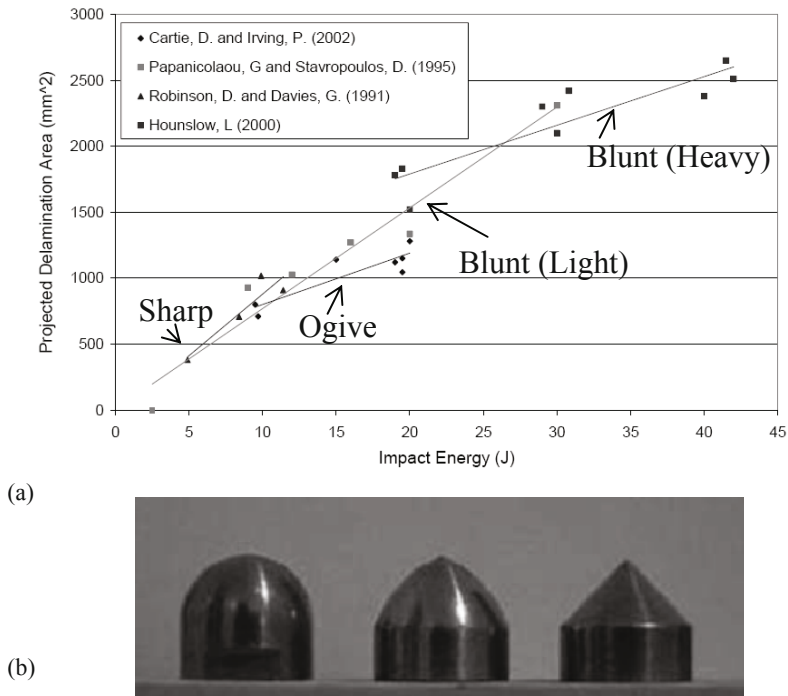 3000
2500
2000
1500
1000
500
0
Projected Delamination Area (mm^2)
Cartie, D. and Irving, P. (2002)
Papanicolaou, G and Stavropoulos, D. (1995)
Robinson, D. and Davies, G. (1991)
Hounslow, L (2000)
Blunt (Heavy)
Blunt (Light)
Sharp
Ogive
0 5 10 15 20 25 30 35 40 45
Impact Energy (J)
(a)
(b)